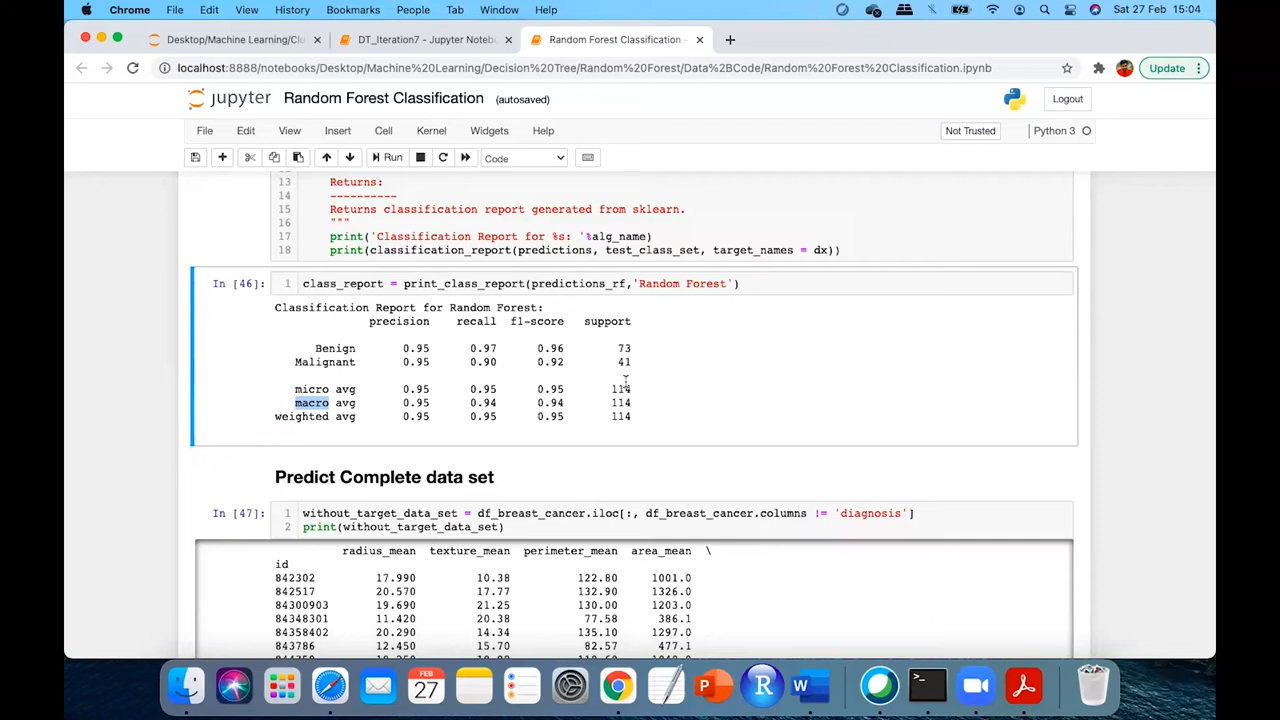 Chrome File Edit View History Bookmarks People Tab Window Help Sat 27 Feb 15:04
Desktop/Machine Learning/Clu
DT_Iteration7 - Jupyter Notebo
Random Forest Classification -
localhost:8888/notebooks/Desktop/Machine%20Learning/Decision%20Tree/Random%20Forest/Data%2BCode/Random%20Forest%20Classification.ipynb
Update
jupyter Random Forest Classification (autosaved)
Logout
File Edit View Insert Cell Kernel Widgets Help
Not Trusted
Python 3
Run
Code
13 Returns:
14 ----------
15 Returns classification report generated from sklearn.
16 """
17 print('Classification Report for %s: '%alg_name)
18 print(classification_report(predictions, test_class_set, target_names = dx))
In [46]: 1 class_report = print_class_report(predictions_rf,'Random Forest')
Classification Report for Random Forest:
precision recall f1-score support
Benign 0.95 0.97 0.96 73
Malignant 0.95 0.90 0.92 41
micro avg 0.95 0.95 0.95 114
macro avg 0.95 0.94 0.94 114
weighted avg 0.95 0.95 0.95 114
Predict Complete data set
In [47]: 1 without_target_data_set = df_breast_cancer.iloc[:, df_breast_cancer.columns != 'diagnosis']
2 print(without_target_data_set)
radius_mean texture_mean perimeter_mean area_mean \
id
842302 17.990 10.38 122.80 1001.0
842517 20.570 17.77 132.90 1326.0
84300903 19.690 21.25 130.00 1203.0
84348301 11.420 20.38 77.58 386.1
84358402 20.290 14.34 135.10 1297.0
843786 12.450 15.70 82.57 477.1
FEB
27